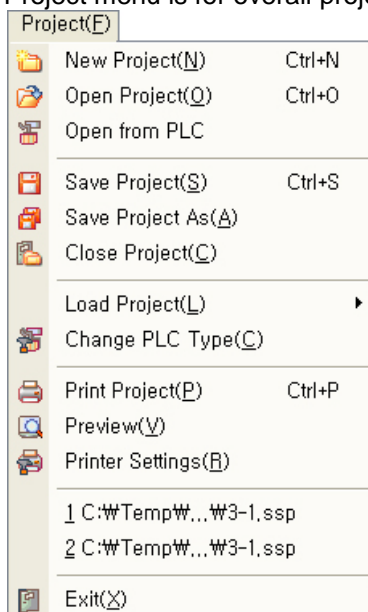 Project menu is for overall proje
Project(F)
New Project(N) Ctrl+N
Open Project(O) Ctrl+O
Open from PLC
Save Project(S) Ctrl+S
Save Project As(A)
Close Project(C)
Load Project(L)
Change PLC Type(C)
Print Project(P) Ctrl+P
Preview(V)
Printer Settings(R)
1 C:₩Temp₩,,,₩3-1,ssp
2 C:₩Temp₩,,,₩3-1,ssp
Exit(X)